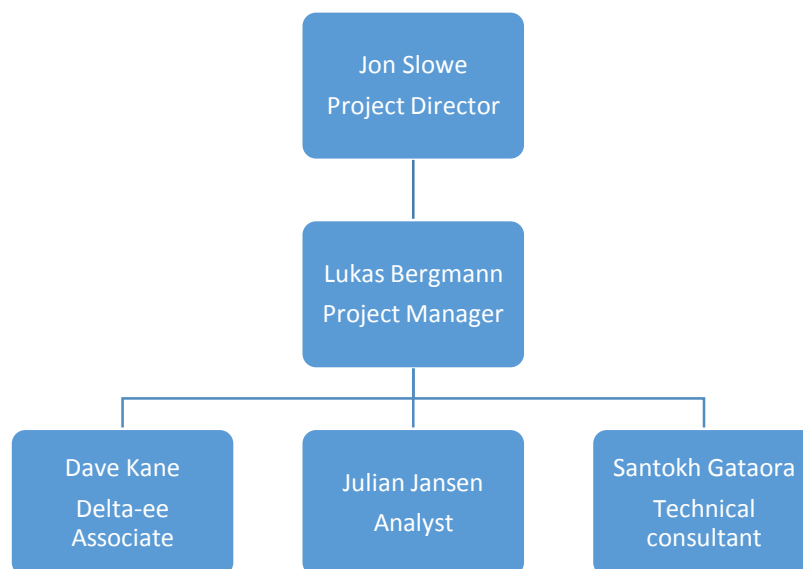 Jon Slowe
Project Director
Lukas Bergmann
Project Manager
Dave Kane
Delta-ee
Associate
Julian Jansen
Analyst
Santokh Gataora
Technical
consultant